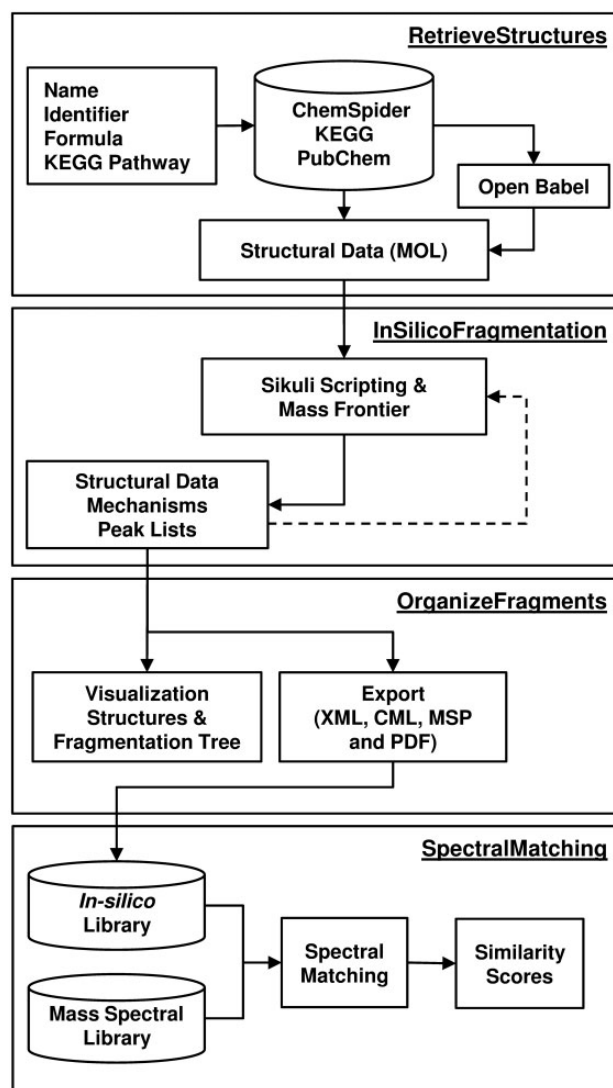 RetrieveStructures
Name
Identifier
Formula
KEGG Pathway
ChemSpider
KEGG
PubChem
Open Babel
Structural Data (MOL)
InSilicoFragmentation
Sikuli Scripting &
Mass Frontier
Structural Data
Mechanisms
Peak Lists
OrganizeFragments
Visualization
Structures &
Fragmentation Tree
Export
(XML, CML, MSP
and PDF)
SpectralMatching
In-silico
Library
Spectral
Matching
Similarity
Scores
Mass Spectral
Library